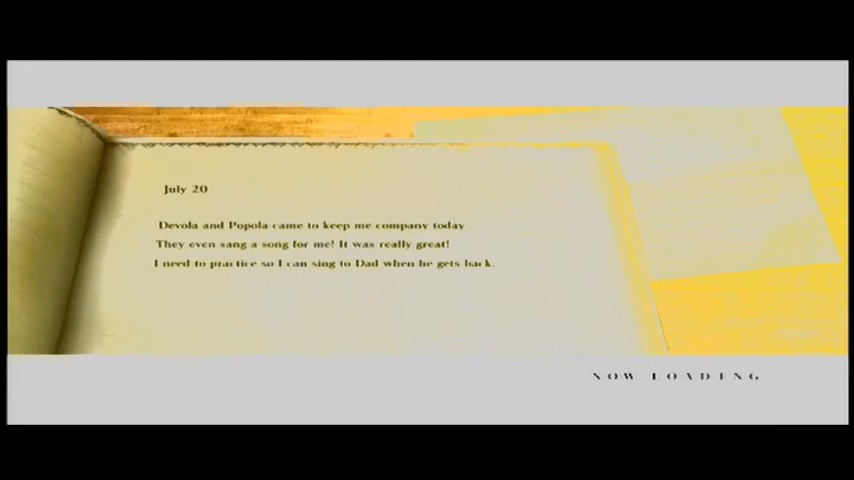 July 20
Devola and Popola came to keep me company today
They even sang a song for me! It was really great!
I need to practice so I can sing to Dad when he gets back.
NOW LOADING